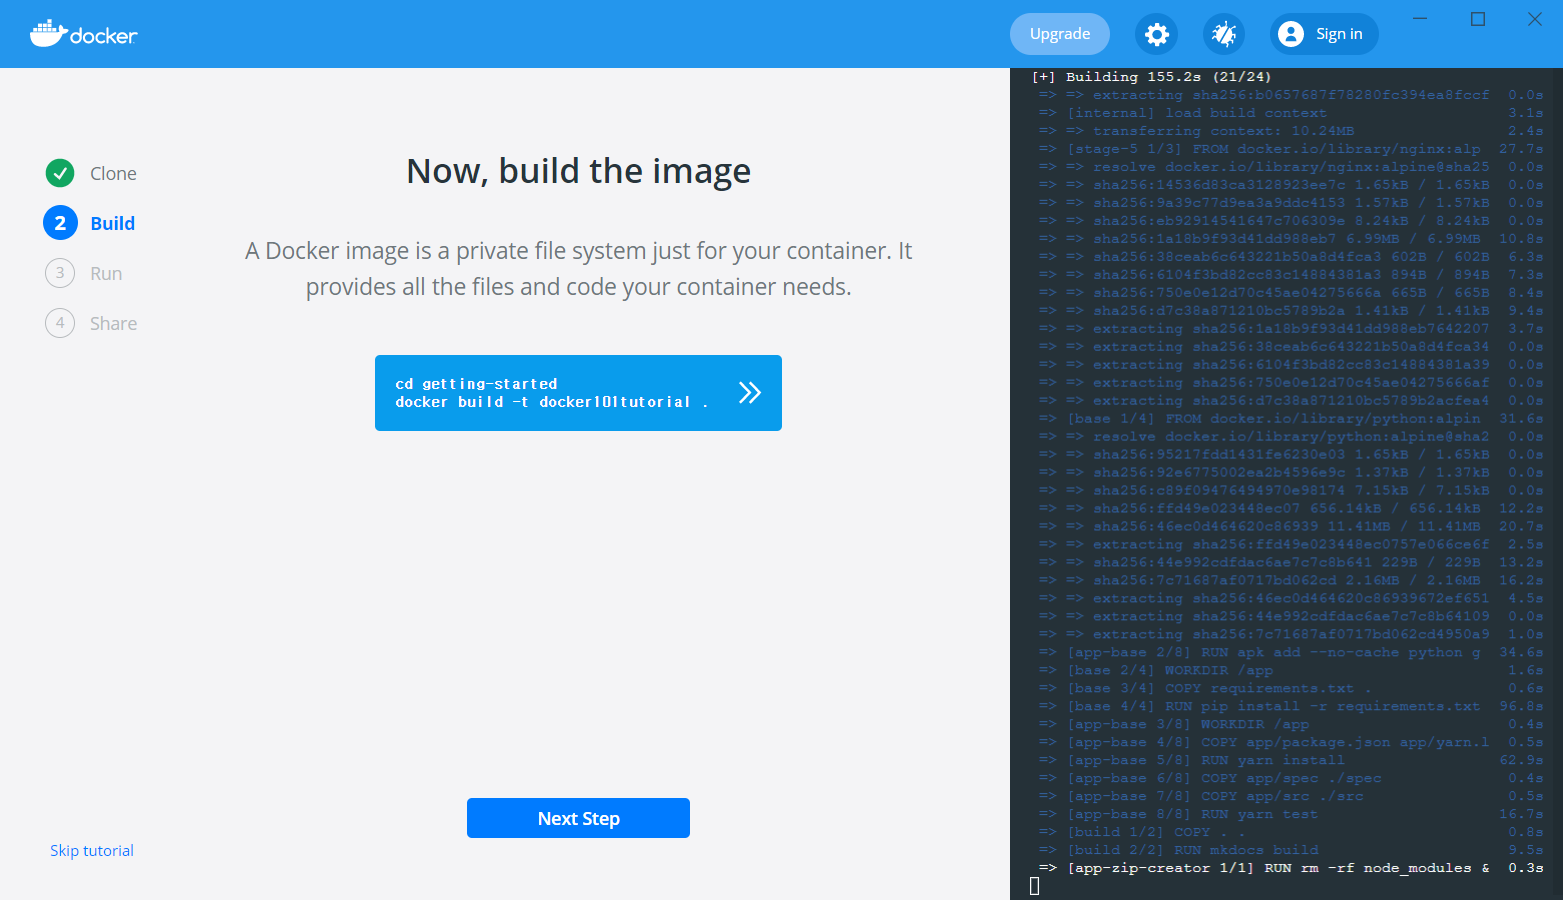 docker
Upgrade
Sign in
Clone
2 Build
3 Run
4 Share
Now, build the image
A Docker image is a private file system just for your container. It
provides all the files and code your container needs.
cd getting-started
docker build -t docker101tutorial .
Next Step
Skip tutorial
[+] Building 155.2s (21/24)
=> => extracting sha256:b0657687f78280fc394ea8fccf 0.0s
=> [internal] load build context 3.1s
=> => transferring context: 10.24MB 2.4s
=> [stage-5 1/3] FROM docker.io/library/nginx:alp 27.7s
=> => resolve docker.io/library/nginx:alpine@sha25 0.0s
=> => sha256:14536d83ca3128923ee7c 1.65kB / 1.65kB 0.0s
=> => sha256:9a39c77d9ea3a9ddc4153 1.57kB / 1.57kB 0.0s
=> => sha256:eb92914541647c706309e 8.24kB / 8.24kB 0.0s
=> => sha256:1a18b9f93d41dd988eb7 6.99MB / 6.99MB 10.8s
=> => sha256:38ceab6c643221b50a8d4fca3 602B / 602B 6.3s
=> => sha256:6104f3bd82cc83c14884381a3 894B / 894B 7.3s
=> => sha256:750e0e12d70c45ae04275666a 665B / 665B 8.4s
=> => sha256:d7c38a871210bc5789b2a 1.41kB / 1.41kB 9.4s
=> => extracting sha256:1a18b9f93d41dd988eb7642207 3.7s
=> => extracting sha256:38ceab6c643221b50a8d4fca34 0.0s
=> => extracting sha256:6104f3bd82cc83c14884381a39 0.0s
=> => extracting sha256:750e0e12d70c45ae04275666af 0.0s
=> => extracting sha256:d7c38a871210bc5789b2acfea4 0.0s
=> [base 1/4] FROM docker.io/library/python:alpin 31.6s
=> => resolve docker.io/library/python:alpine@sha2 0.0s
=> => sha256:95217fdd1431fe6230e03 1.65kB / 1.65kB 0.0s
=> => sha256:92e6775002ea2b4596e9c 1.37kB / 1.37kB 0.0s
=> => sha256:c89f09476494970e98174 7.15kB / 7.15kB 0.0s
=> => sha256:ffd49e023448ec07 656.14kB / 656.14kB 12.2s
=> => sha256:46ec0d464620c86939 11.41MB / 11.41MB 20.7s
=> => extracting sha256:ffd49e023448ec0757e066ce6f 2.5s
=> => sha256:44e992cdfdac6ae7c7c8b641 229B / 229B 13.2s
=> => sha256:7c71687af0717bd062cd 2.16MB / 2.16MB 16.2s
=> => extracting sha256:46ec0d464620c86939672ef651 4.5s
=> => extracting sha256:44e992cdfdac6ae7c7c8b64109 0.0s
=> => extracting sha256:7c71687af0717bd062cd4950a9 1.0s
=> [app-base 2/8] RUN apk add --no-cache python g 34.6s
=> [base 2/4] WORKDIR /app 1.6s
=> [base 3/4] COPY requirements.txt . 0.6s
=> [base 4/4] RUN pip install -r requirements.txt 96.8s
=> [app-base 3/8] WORKDIR /app 0.4s
=> [app-base 4/8] COPY app/package.json app/yarn.l 0.5s
=> [app-base 5/8] RUN yarn install 62.9s
=> [app-base 6/8] COPY app/spec ./spec 0.4s
=> [app-base 7/8] COPY app/src ./src 0.5s
=> [app-base 8/8] RUN yarn test 16.7s
=> [build 1/2] COPY . . 0.8s
=> [build 2/2] RUN mkdocs build 9.5s
=> [app-zip-creator 1/1] RUN rm -rf node_modules & 0.3s